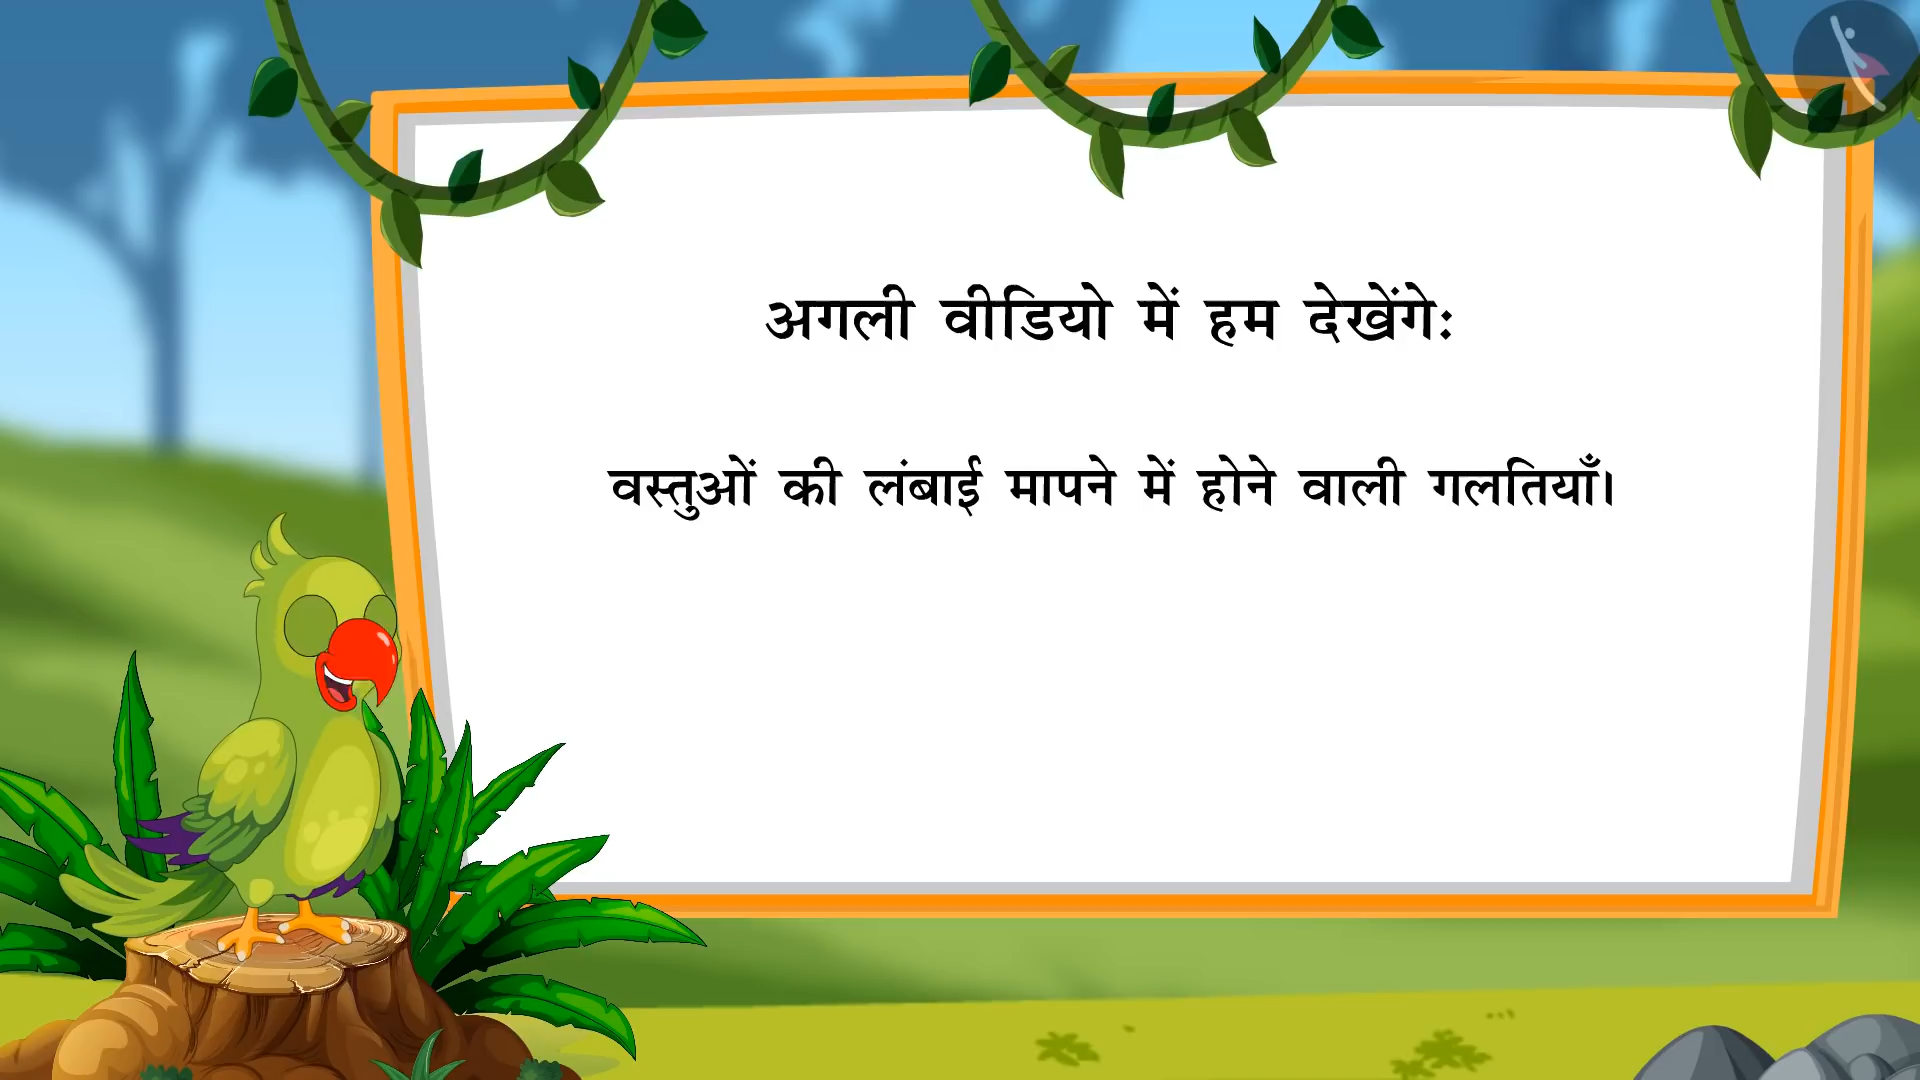 अगली वीडियो में हम देखेंगेः
वस्तुओं की लंबाई मापने में होने वाली गलतियाँ।